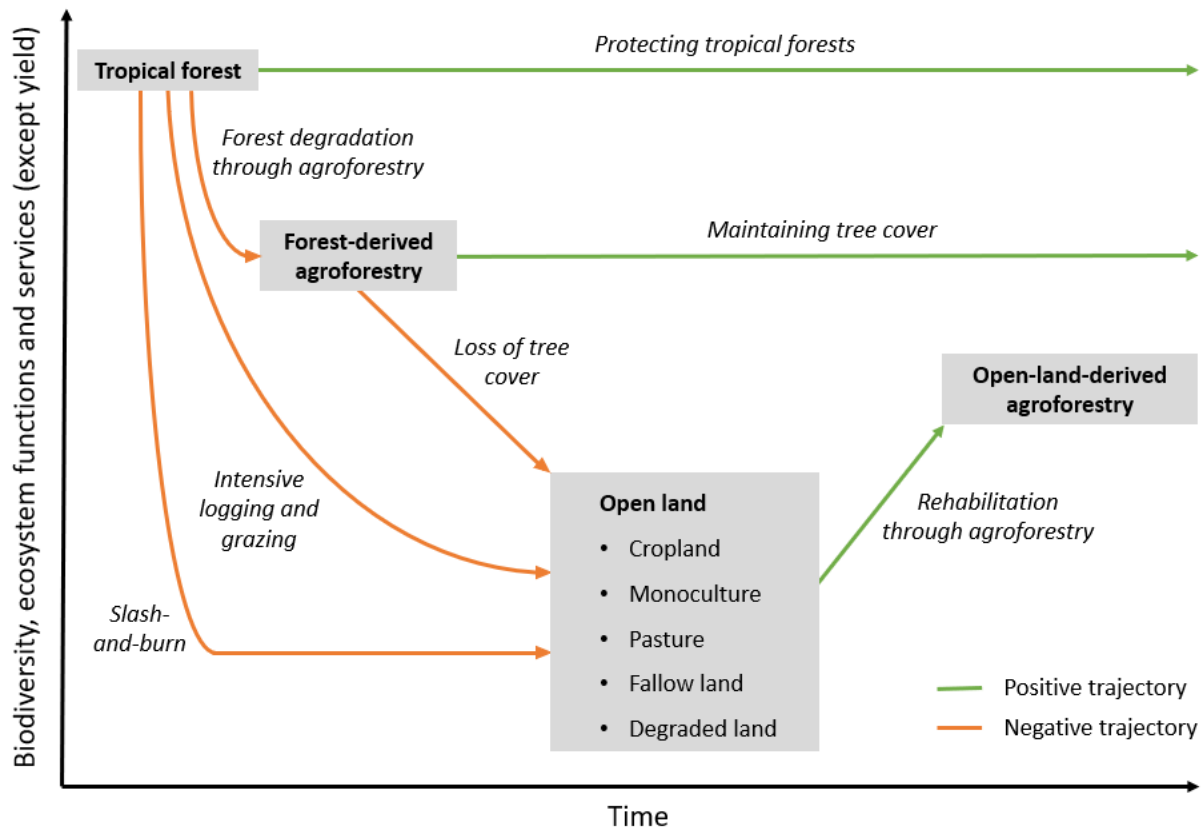 Biodiversity, ecosystem functions and services (except yield)
Tropical forest
Protecting tropical forests
Forest degradation
through agroforestry
Forest-derived
agroforestry
Maintaining tree cover
Loss of tree
cover
Open-land-derived
agroforestry
Intensive
logging and
grazing
Slash-
and-burn
Open land
• Cropland
• Monoculture
• Pasture
• Fallow land
• Degraded land
Rehabilitation
through agroforestry
Positive trajectory
Negative trajectory
Time